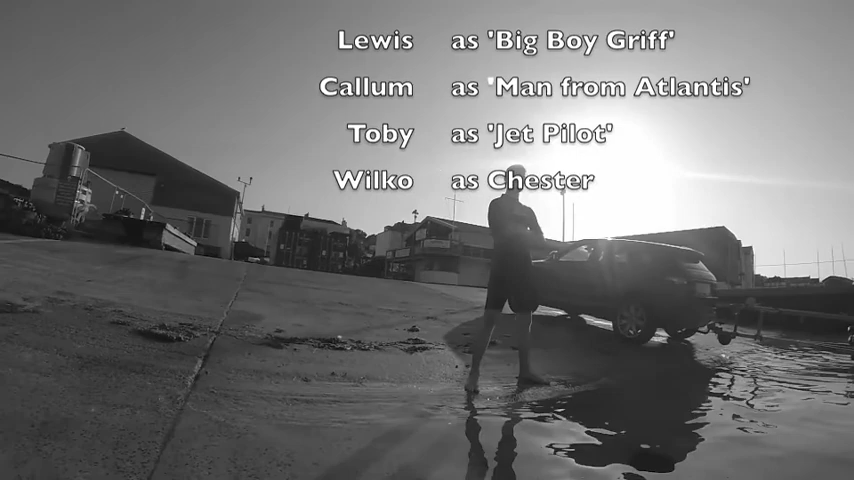 Lewis as 'Big Boy Griff'
Callum as 'Man from Atlantis'
Toby as 'Jet Pilot'
Wilko as Chester